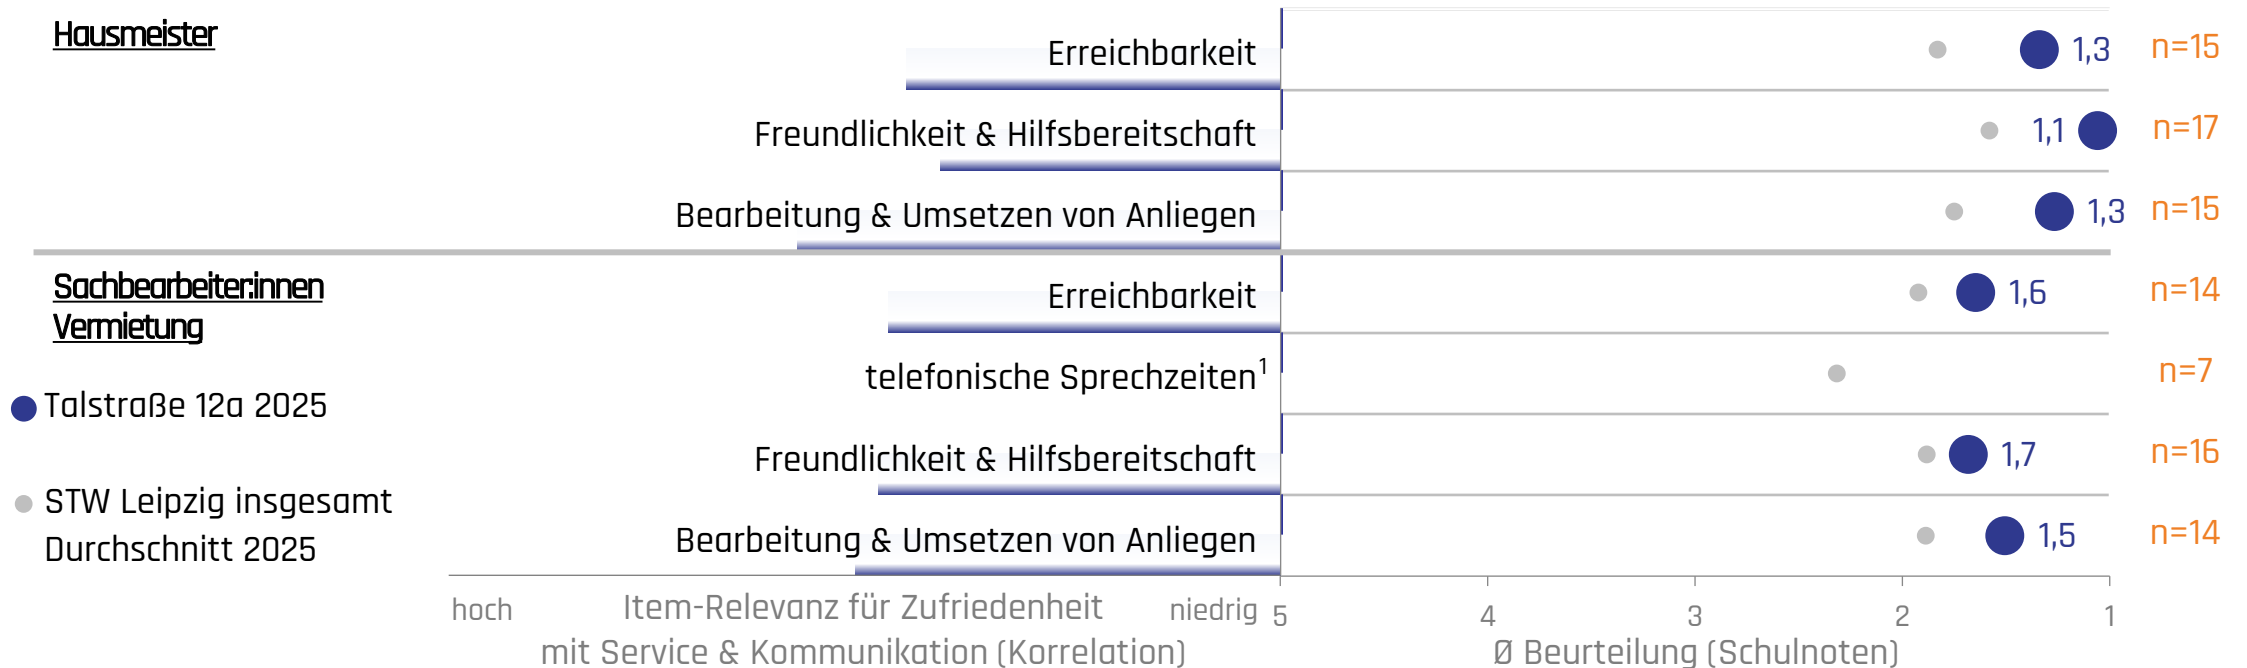 Hausmeister
Erreichbarkeit 1,3 n=15
Freundlichkeit & Hilfsbereitschaft 1,1 n=17
Bearbeitung & Umsetzen von Anliegen 1,3 n=15
Sachbearbeiter:innen
Vermietung
Erreichbarkeit 1,6 n=14
telefonische Sprechzeiten¹ n=7
Talstraße 12a 2025
Freundlichkeit & Hilfsbereitschaft 1,7 n=16
STW Leipzig insgesamt
Durchschnitt 2025
Bearbeitung & Umsetzen von Anliegen 1,5 n=14
hoch Item-Relevanz für Zufriedenheit niedrig 5 4 3 2 1
mit Service & Kommunikation (Korrelation) Ø Beurteilung (Schulnoten)